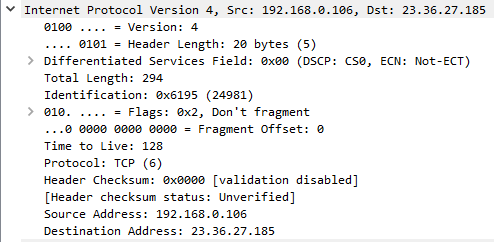 Internet Protocol Version 4, Src: 192.168.0.106, Dst: 23.36.27.185
0100 .... = Version: 4
.... 0101 = Header Length: 20 bytes (5)
Differentiated Services Field: 0x00 (DSCP: CS0, ECN: Not-ECT)
Total Length: 294
Identification: 0x6195 (24981)
010. .... = Flags: 0x2, Don't fragment
...0 0000 0000 0000 = Fragment Offset: 0
Time to Live: 128
Protocol: TCP (6)
Header Checksum: 0x0000 [validation disabled]
[Header checksum status: Unverified]
Source Address: 192.168.0.106
Destination Address: 23.36.27.185